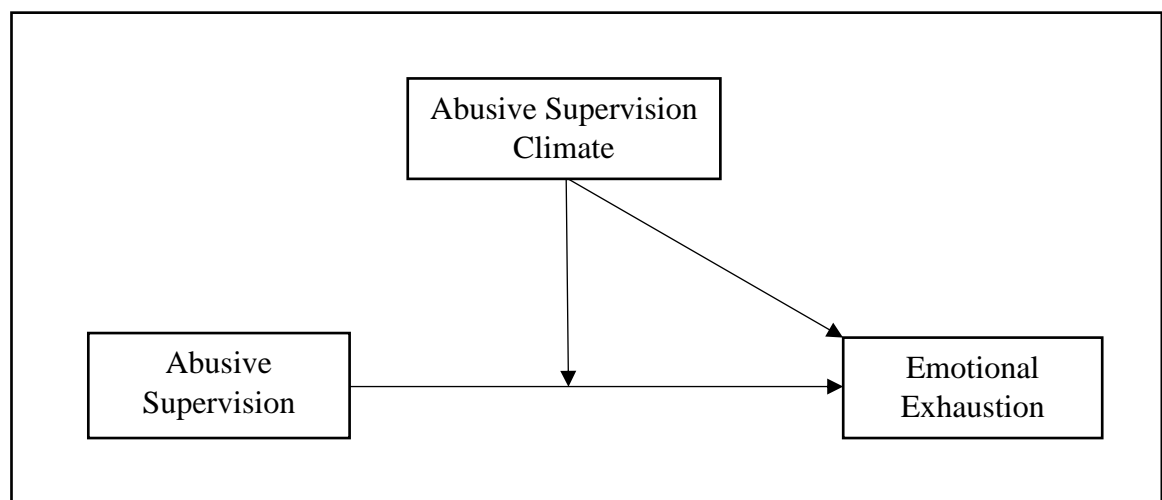 Abusive Supervision
Climate
Abusive
Supervision
Emotional
Exhaustion